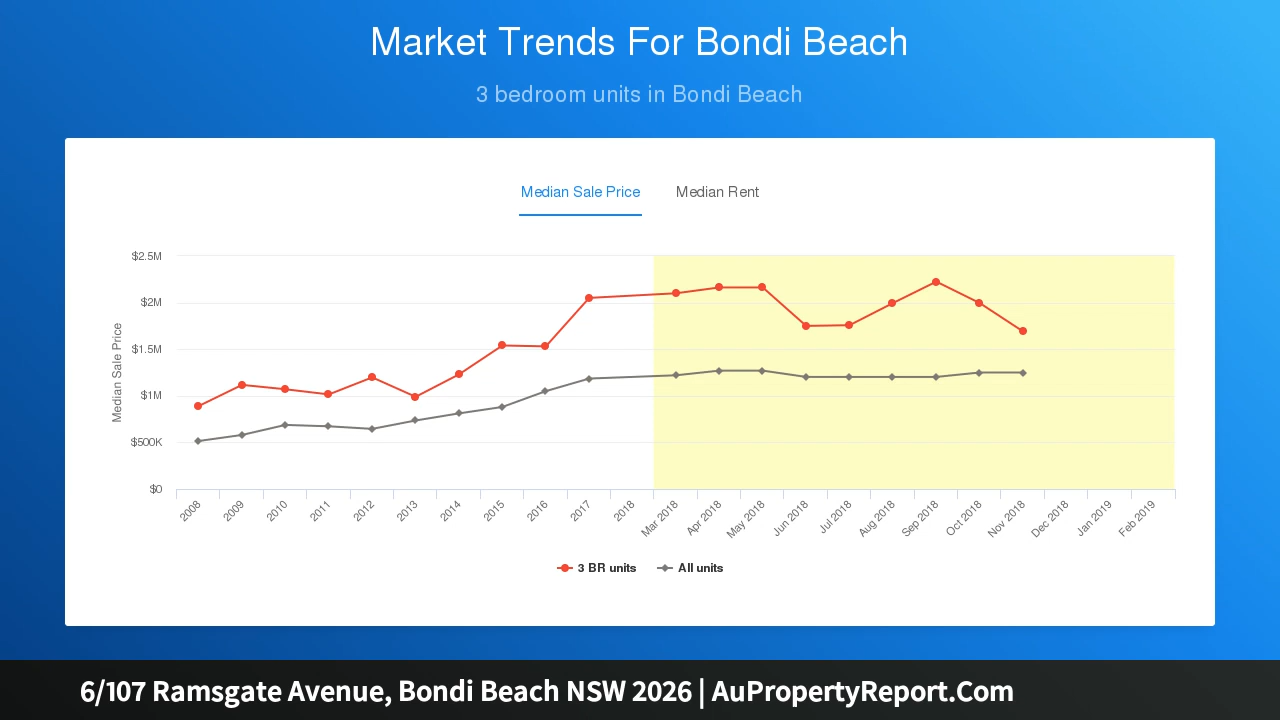 Market Trends For Bondi Beach
3 bedroom units in Bondi Beach
Median Sale Price
Median Rent
Median Sale Price
$2.5M
$2M
$1.5M
$1M
$500K
$0
2008
2009
2010
2011
2012
2013
2014
2015
2016
2017
2018
Mar 2018
Apr 2018
May 2018
Jun 2018
Jul 2018
Aug 2018
Sep 2018
Oct 2018
Nov 2018
Dec 2018
Jan 2019
Feb 2019
3 BR units
All units
6/107 Ramsgate Avenue, Bondi Beach NSW 2026 | AuPropertyReport.Com